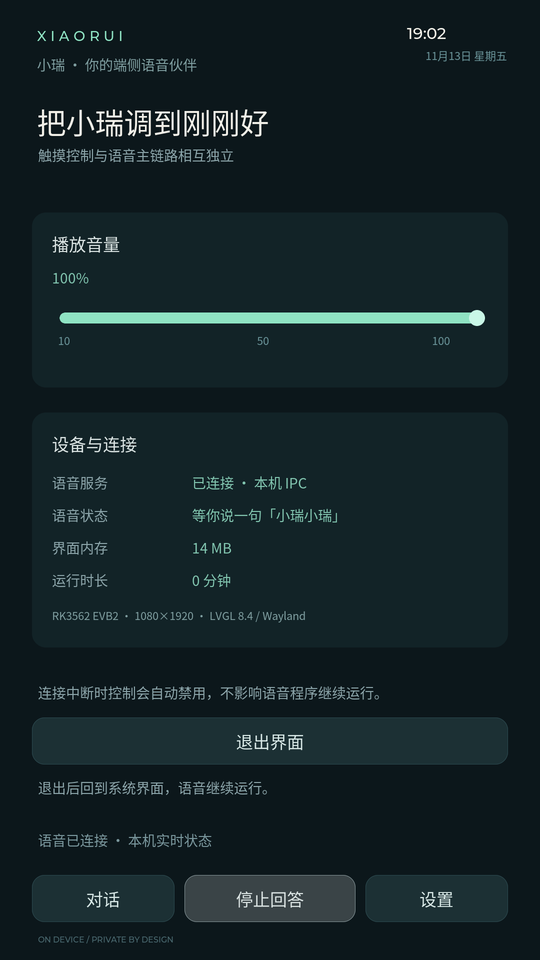 XIAORUI
19:02
小瑞 · 你的端侧语音伙伴
11月13日 星期五
把小瑞调到刚刚好
触摸控制与语音主链路相互独立
播放音量
100%
10 50 100
设备与连接
语音服务 已连接 · 本机 IPC
语音状态 等你说一句「小瑞小瑞」
界面内存 14 MB
运行时长 0 分钟
RK3562 EVB2 · 1080×1920 · LVGL 8.4 / Wayland
连接中断时控制会自动禁用，不影响语音程序继续运行。
退出界面
退出后回到系统界面，语音继续运行。
语音已连接 · 本机实时状态
对话 停止回答 设置
ON DEVICE / PRIVATE BY DESIGN